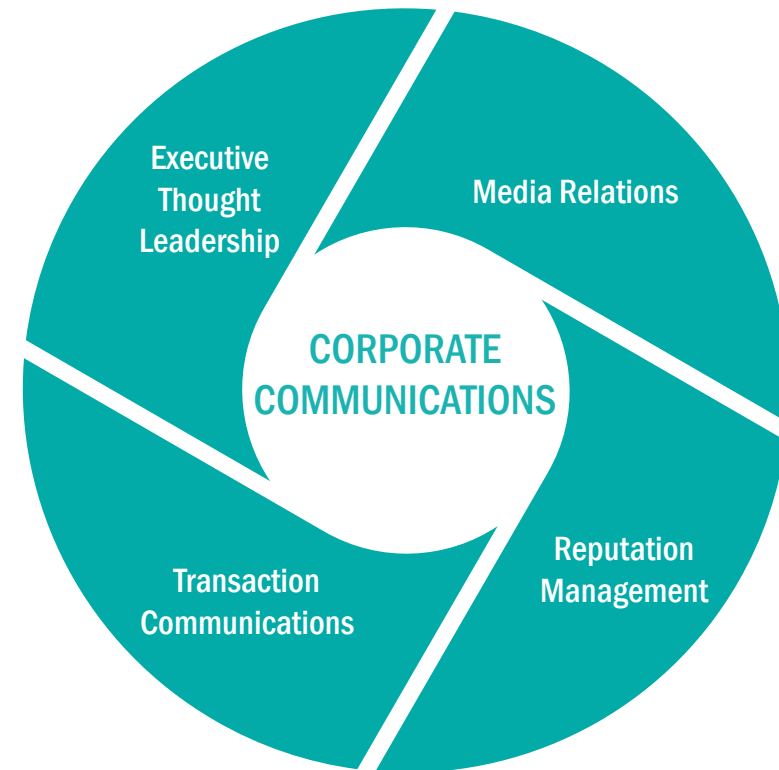 Executive
Thought
Leadership
Media Relations
CORPORATE
COMMUNICATIONS
Transaction
Communications
Reputation
Management